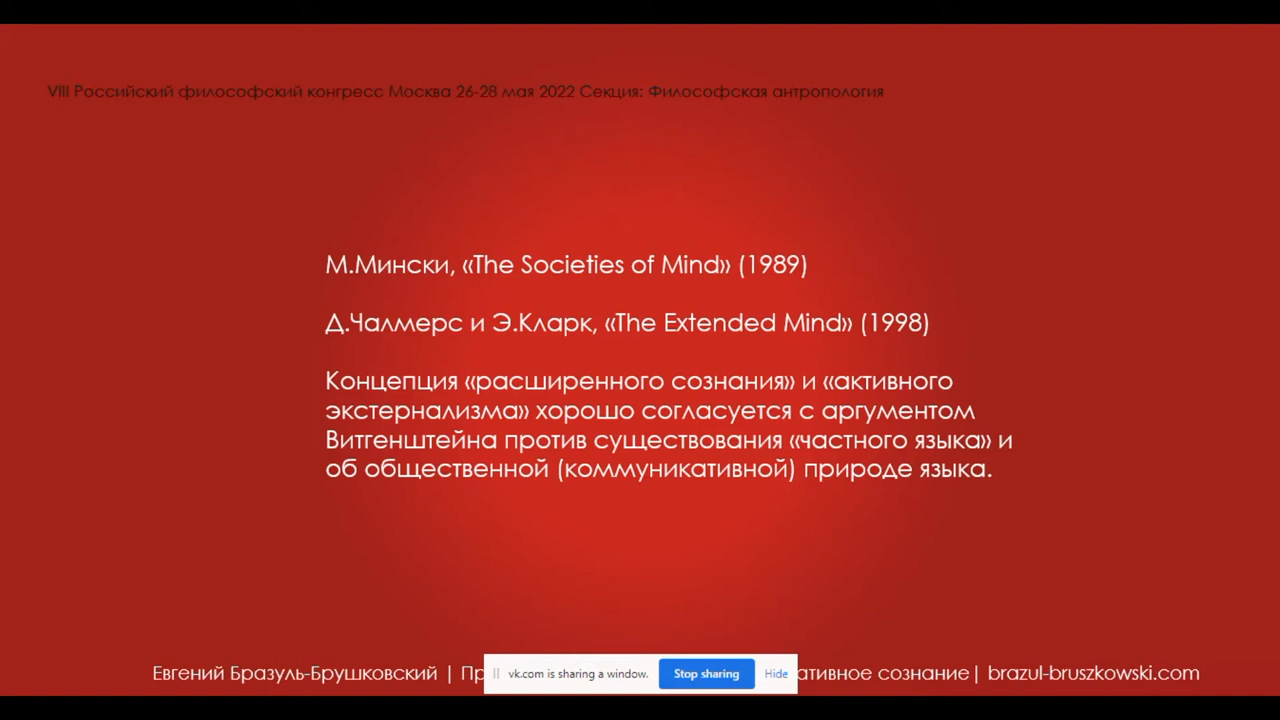 VIII Российский философский конгресс Москва 26-28 мая 2022 Секция: Философская антропология
М.Мински, «The Societies of Mind» (1989)
Д.Чалмерс и Э.Кларк, «The Extended Mind» (1998)
Концепция «расширенного сознания» и «активного
экстернализма» хорошо согласуется с аргументом
Витгенштейна против существования «частного языка» и
об общественной (коммуникативной) природе языка.
Евгений Бразуль-Брушковский | сознание| brazul-bruszkowski.com
vk.com is sharing a window. Stop sharing Hide